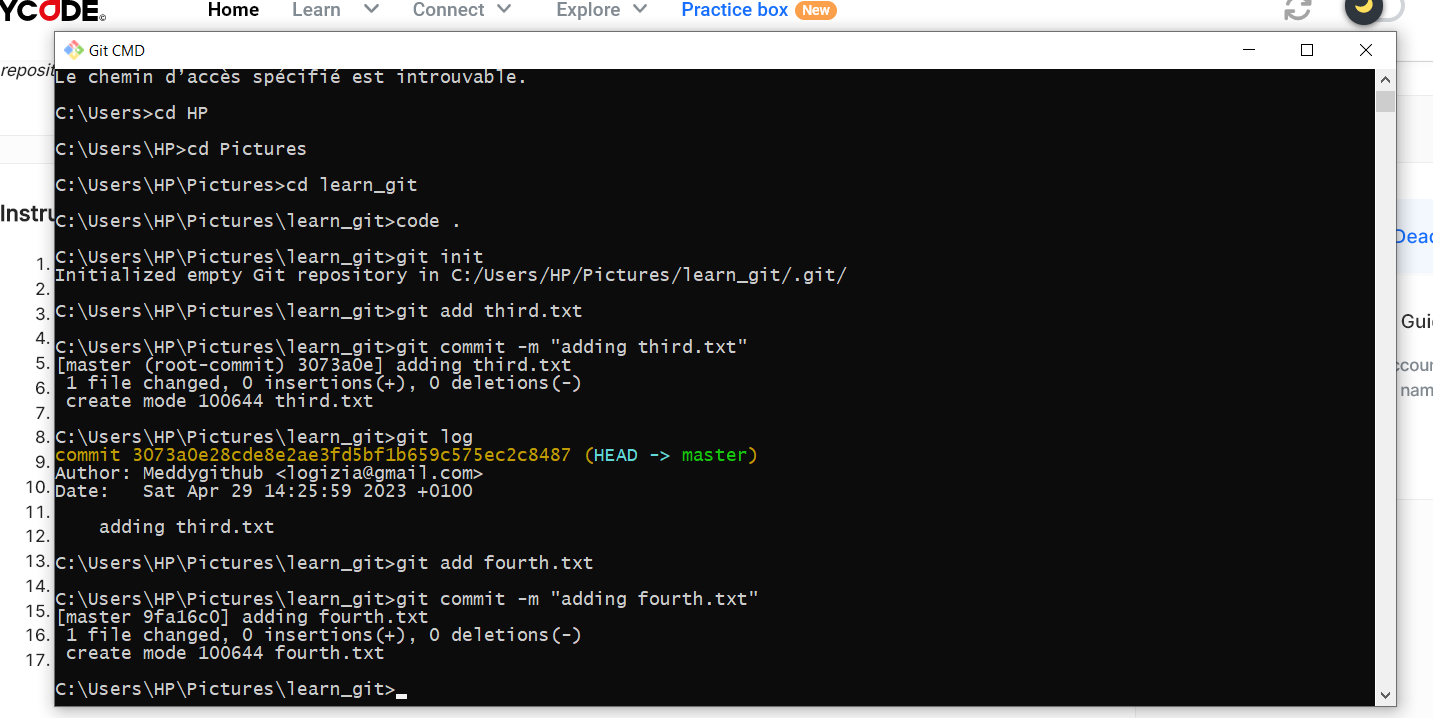 YCODE
Home
Learn
Connect
Explore
Practice box New
Git CMD
reposit
Le chemin d'accès spécifié est introuvable.
C:\Users>cd HP
C:\Users\HP>cd Pictures
C:\Users\HP\Pictures>cd learn_git
C:\Users\HP\Pictures\learn_git>code .
C:\Users\HP\Pictures\learn_git>git init
Initialized empty Git repository in C:/Users/HP/Pictures/learn_git/.git/
C:\Users\HP\Pictures\learn_git>git add third.txt
C:\Users\HP\Pictures\learn_git>git commit -m "adding third.txt"
[master (root-commit) 3073a0e] adding third.txt
1 file changed, 0 insertions(+), 0 deletions(-)
create mode 100644 third.txt
C:\Users\HP\Pictures\learn_git>git log
commit 3073a0e28cde8e2ae3fd5bf1b659c575ec2c8487 (HEAD -> master)
Author: Meddygithub <logizia@gmail.com>
Date:   Sat Apr 29 14:25:59 2023 +0100
adding third.txt
C:\Users\HP\Pictures\learn_git>git add fourth.txt
C:\Users\HP\Pictures\learn_git>git commit -m "adding fourth.txt"
[master 9fa16c0] adding fourth.txt
1 file changed, 0 insertions(+), 0 deletions(-)
create mode 100644 fourth.txt
C:\Users\HP\Pictures\learn_git>
Instru
1.
2.
3.
4.
5.
6.
7.
8.
9.
10.
11.
12.
13.
14.
15.
16.
17.
Dead
Gui
ccour
nam